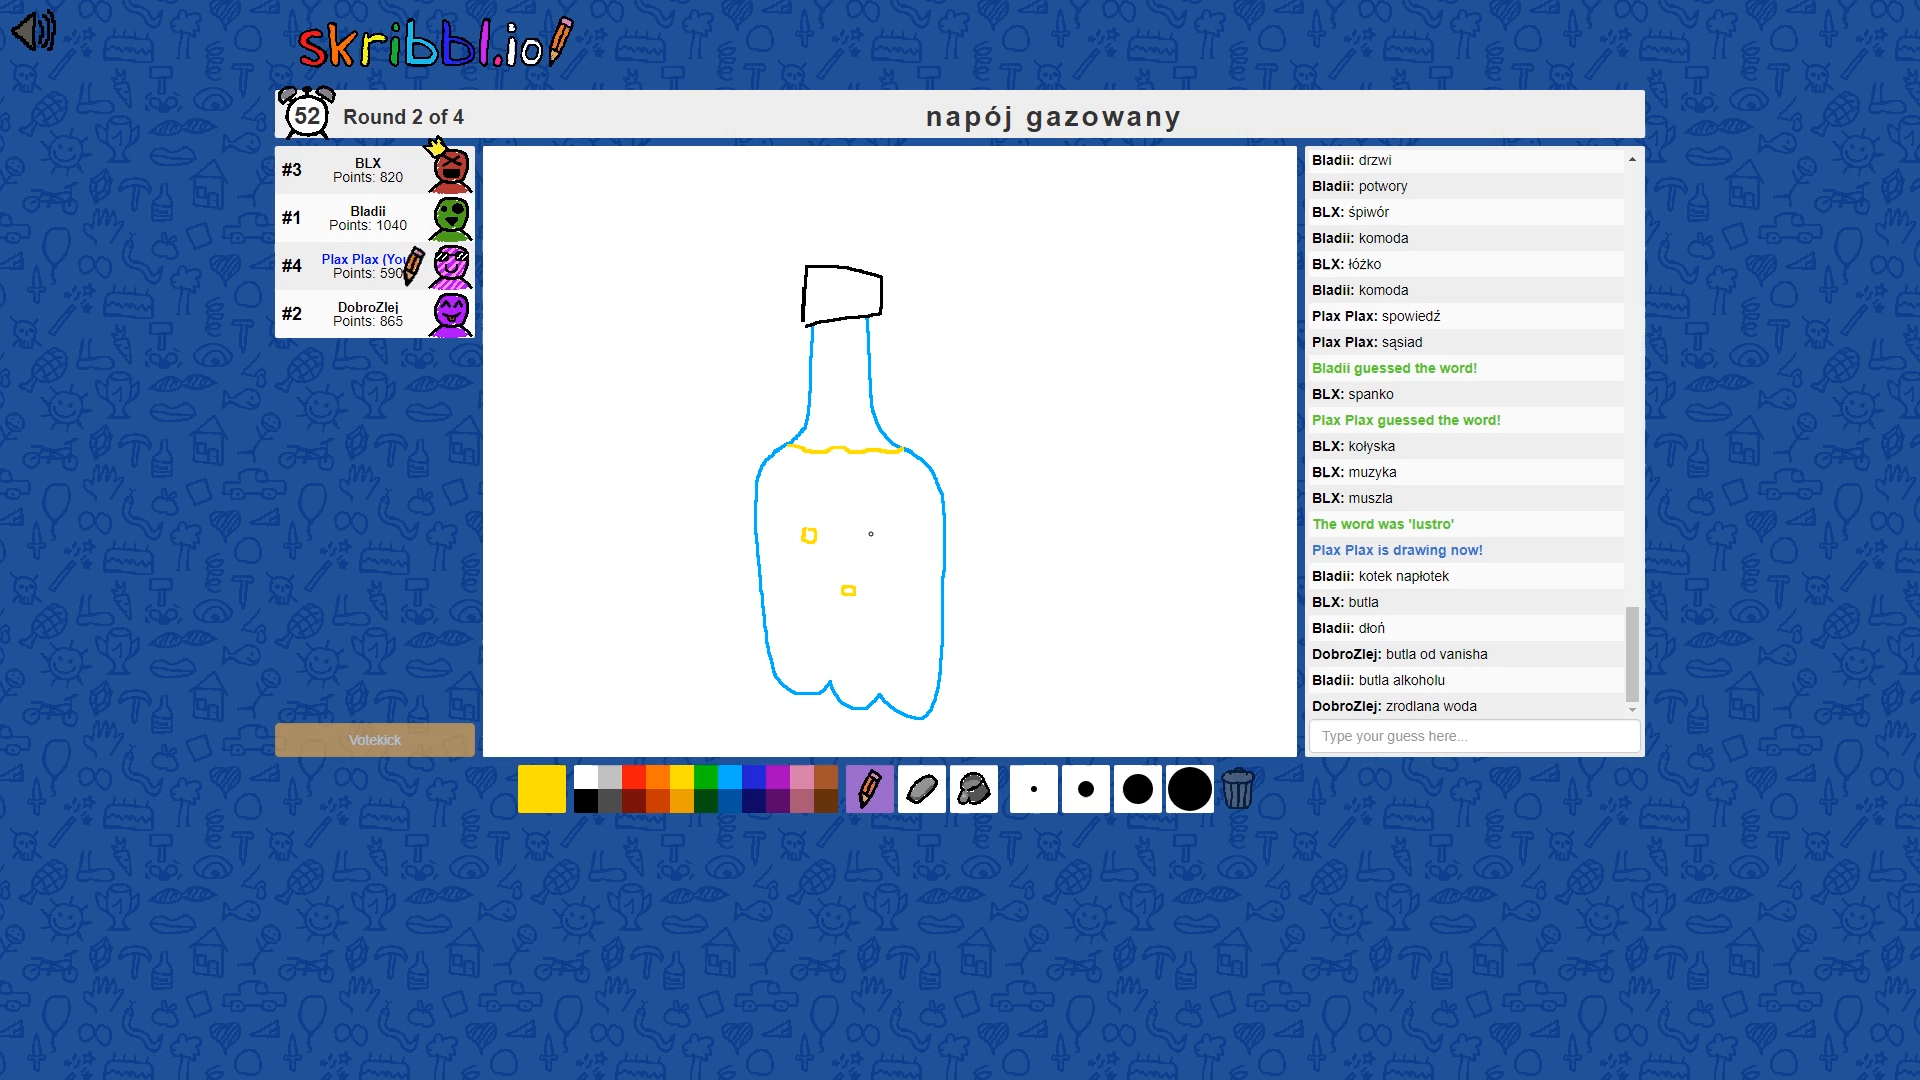 skribbl.io
52
Round 2 of 4
napój gazowany
#3
BLX
Points: 820
#1
Bladii
Points: 1040
#4
Plax Plax (You
Points: 590
#2
DobroZlej
Points: 865
Votekick
Bladii: drzwi
Bladii: potwory
BLX: śpiwór
Bladii: komoda
BLX: łóżko
Bladii: komoda
Plax Plax: spowiedź
Plax Plax: sąsiad
Bladii guessed the word!
BLX: spanko
Plax Plax guessed the word!
BLX: kołyska
BLX: muzyka
BLX: muszla
The word was 'lustro'
Plax Plax is drawing now!
Bladii: kotek napłotek
BLX: butla
Bladii: dłoń
DobroZlej: butla od vanisha
Bladii: butla alkoholu
DobroZlej: zrodlana woda
Type your guess here...